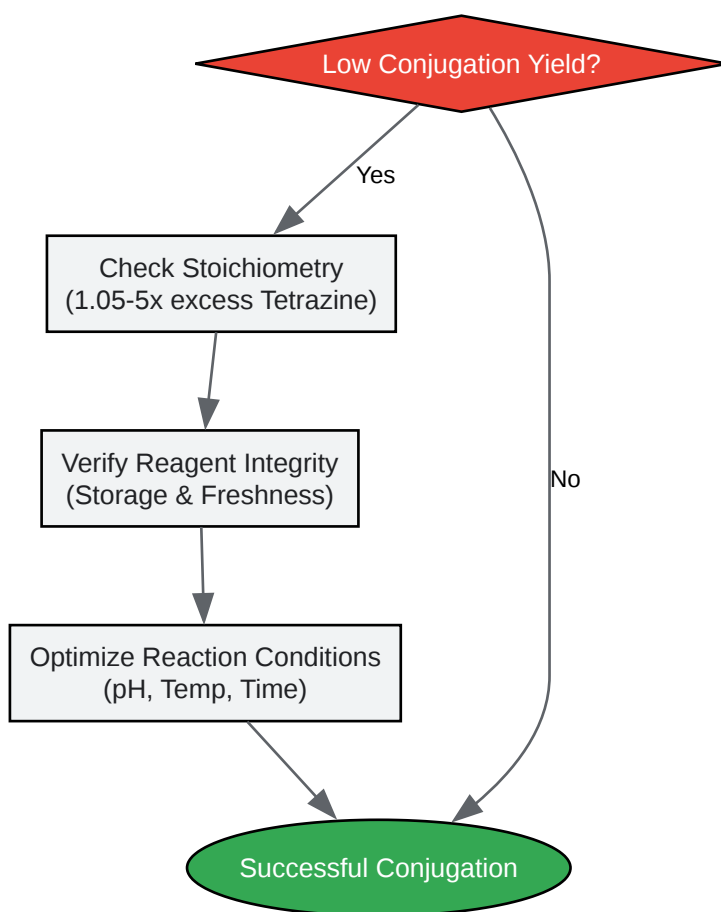 Low Conjugation Yield?
Yes
Check Stoichiometry
(1.05-5x excess Tetrazine)
Verify Reagent Integrity
(Storage & Freshness)
No
Optimize Reaction Conditions
(pH, Temp, Time)
Successful Conjugation